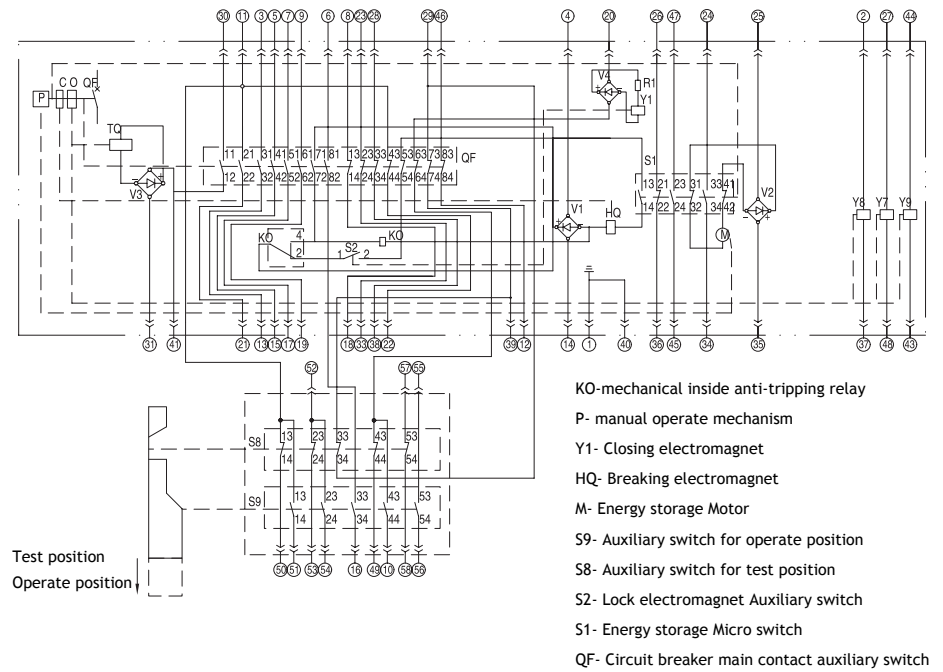 30 11 3 5 7 9 6 8 23 28 29 46 4 20 26 47 24 25 2 27 44
P C O QF
TQ
V3
V4 R1
Y1
11 21 31 41 51 61 71 81 13 23 33 43 53 63 73 83
QF
12 22 32 42 52 62 72 82 14 24 34 44 54 64 74 84
S1
13 21 23 31 33 41
14 22 24 32 34 42
V1 HQ
V2
M
Y8 Y7 Y9
KO 4 2
1 S2 2
KO
31 41 21 13 15 17 19 18 33 38 22 39 12 14 1 40 36 45 34 35 37 48 43
52 57 55
S8
13 23 33 43 53
14 24 34 44 54
S9
13 23 33 43 53
14 24 34 44 54
50 51 53 54 16 49 10 58 56
Test position
Operate position
KO-mechanical inside anti-tripping relay
P- manual operate mechanism
Y1- Closing electromagnet
HQ- Breaking electromagnet
M- Energy storage Motor
S9- Auxiliary switch for operate position
S8- Auxiliary switch for test position
S2- Lock electromagnet Auxiliary switch
S1- Energy storage Micro switch
QF- Circuit breaker main contact auxiliary switch